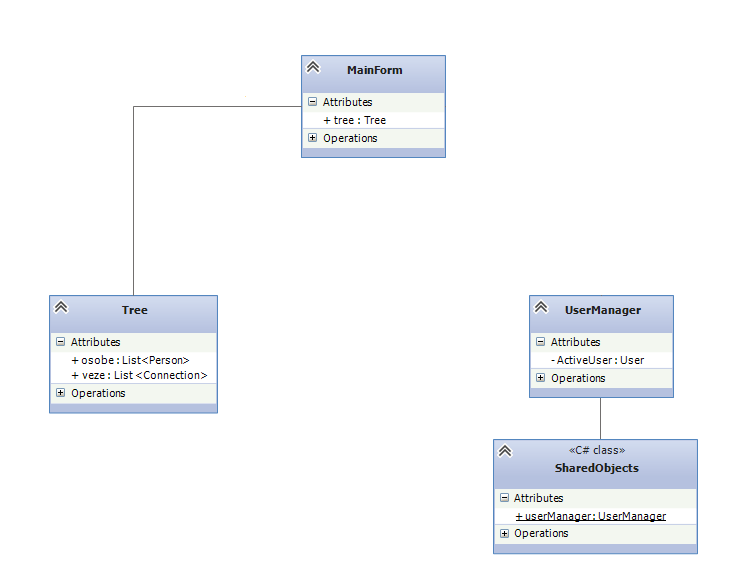 MainForm
Attributes
+ tree : Tree
Operations
Tree
Attributes
+ osobe : List<Person>
+ veze : List <Connection>
Operations
UserManager
Attributes
- ActiveUser : User
Operations
«C# class»
SharedObjects
Attributes
+ userManager : UserManager
Operations